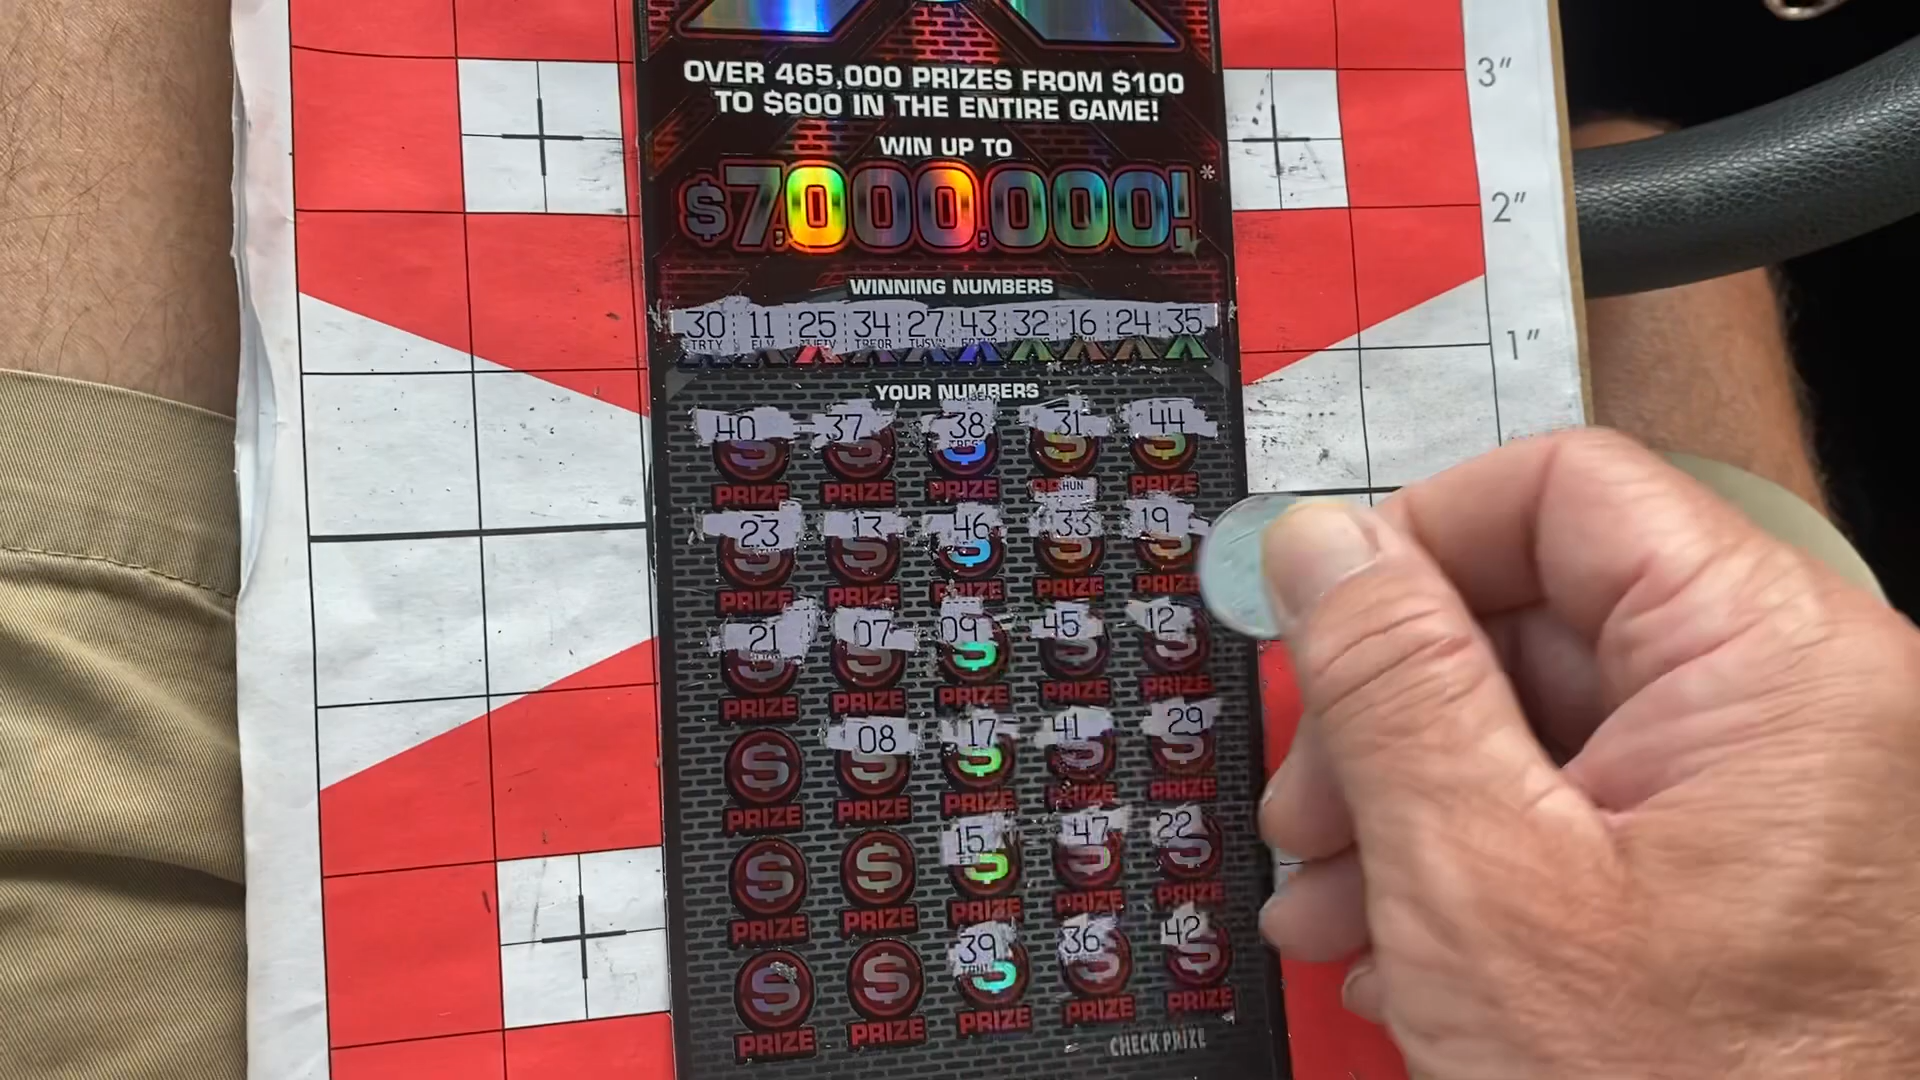 OVER 465,000 PRIZES FROM $100
TO $600 IN THE ENTIRE GAME!
WIN UP TO
$7,000,000!*
WINNING NUMBERS
30 11 25 34 27 43 32 16 24 35
TRTY ELV
YOUR NUMBERS
40 37 38 31 44
PRIZE PRIZE PRIZE PRIZE
23 13 46 33 19
PRIZE PRIZE PRIZE PRIZE PRIZE
21 07 09 45 12
PRIZE PRIZE PRIZE PRIZE PRIZE
08 17 41 29
PRIZE PRIZE PRIZE PRIZE PRIZE
15 47 22
PRIZE PRIZE PRIZE PRIZE PRIZE
39 36 42
PRIZE PRIZE PRIZE PRIZE PRIZE
CHECK PRIZE
3"
2"
1"